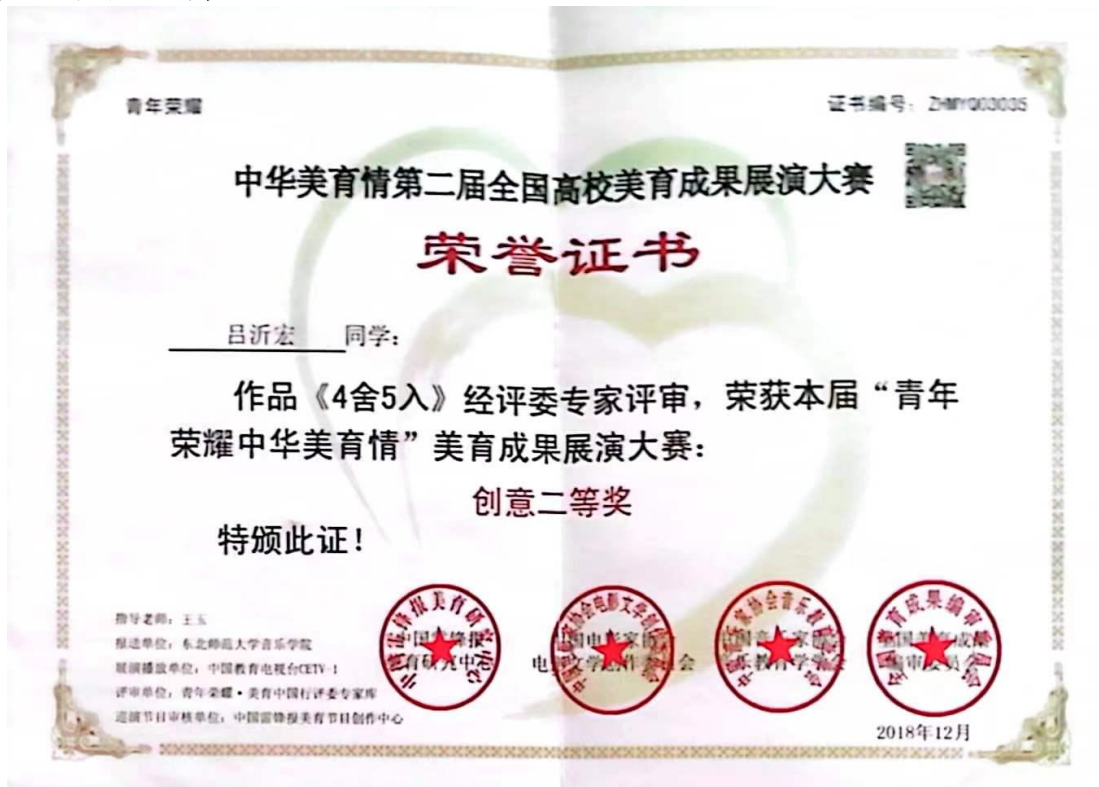 青年荣耀
证书编号：ZHMYQ03035
中华美育情第二届全国高校美育成果展演大赛
荣誉证书
吕沂宏 同学：
作品《4舍5入》经评委专家评审，荣获本届“青年
荣耀中华美育情”美育成果展演大赛：
创意二等奖
特颁此证！
指导老师：王玉
报送单位：东北师范大学音乐学院
展演播放单位：中国教育电视台CETV-1
评审单位：青年荣耀·美育中国行评委专家库
巡演节目审核单位：中国雷锋报美育节目创作中心
2018年12月